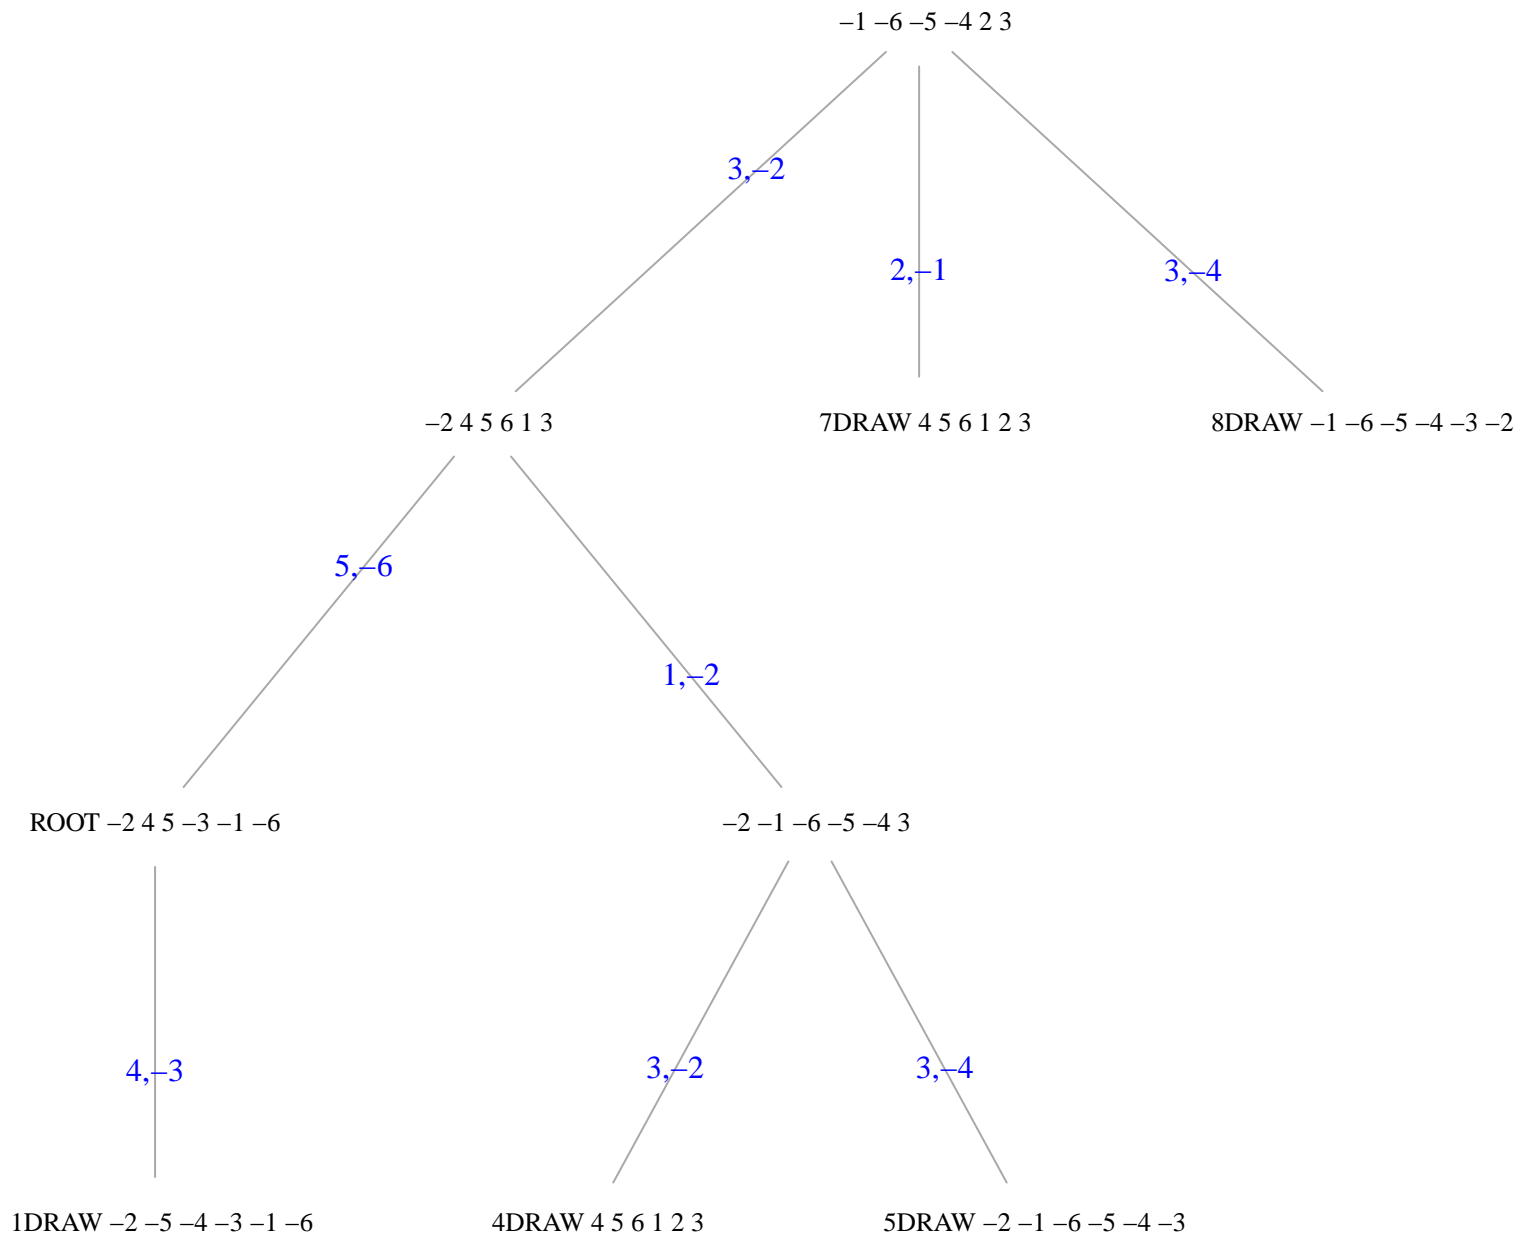 –1 –6 –5 –4 2 3
3,–2
2,–1
3,–4
–2 4 5 6 1 3
7DRAW 4 5 6 1 2 3
8DRAW –1 –6 –5 –4 –3 –2
5,–6
1,–2
ROOT –2 4 5 –3 –1 –6
–2 –1 –6 –5 –4 3
4,–3
3,–2
3,–4
1DRAW –2 –5 –4 –3 –1 –6
4DRAW 4 5 6 1 2 3
5DRAW –2 –1 –6 –5 –4 –3